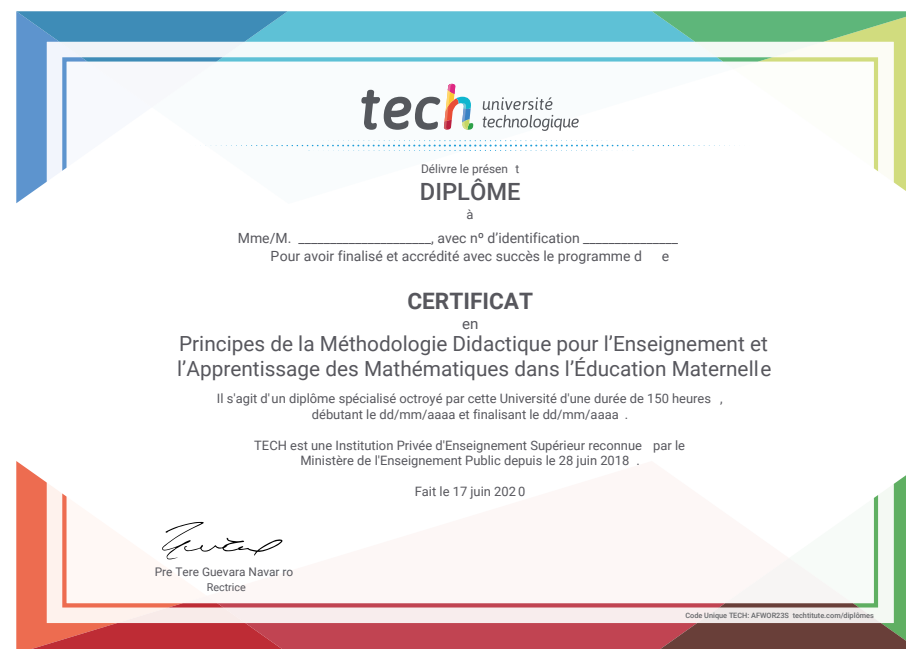 tech université
technologique
Délivre le présen t
DIPLÔME
à
Mme/M. _____________________, avec nº d’identification _______________
Pour avoir finalisé et accrédité avec succès le programme d e
CERTIFICAT
en
Principes de la Méthodologie Didactique pour l’Enseignement et
l’Apprentissage des Mathématiques dans l’Éducation Maternelle
Il s'agit d'un diplôme spécialisé octroyé par cette Université d'une durée de 150 heures ,
débutant le dd/mm/aaaa et finalisant le dd/mm/aaaa .
TECH est une Institution Privée d'Enseignement Supérieur reconnue par le
Ministère de l'Enseignement Public depuis le 28 juin 2018 .
Fait le 17 juin 2020
Pre Tere Guevara Navar ro
Rectrice
Code Unique TECH: AFWOR23S techtitute.com/diplômes